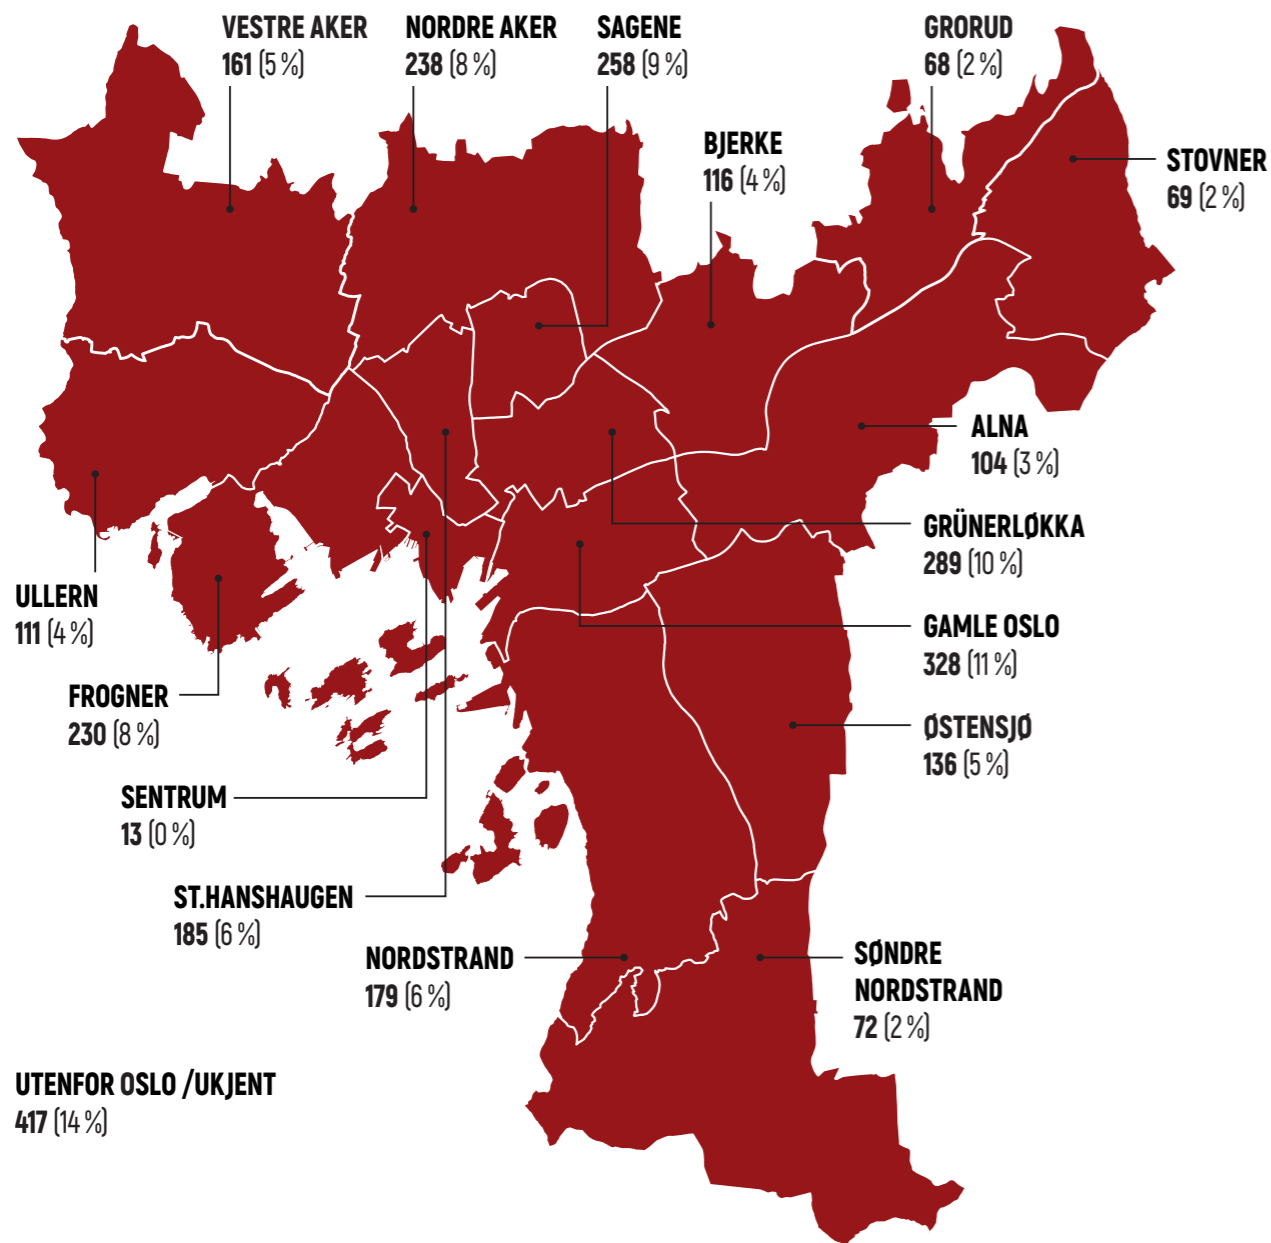 VESTRE AKER
161 (5 %)
NORDRE AKER
238 (8 %)
SAGENE
258 (9 %)
GRORUD
68 (2 %)
BJERKE
116 (4 %)
STOVNER
69 (2 %)
ALNA
104 (3 %)
GRÜNERLØKKA
289 (10 %)
ULLERN
111 (4 %)
GAMLE OSLO
328 (11 %)
FROGNER
230 (8 %)
ØSTENSJØ
136 (5 %)
SENTRUM
13 (0 %)
ST.HANSHAUGEN
185 (6 %)
NORDSTRAND
179 (6 %)
SØNDRE
NORDSTRAND
72 (2 %)
UTENFOR OSLO /UKJENT
417 (14 %)